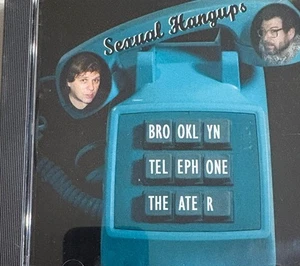 Sexual Hangups
BRO OKL YN
TEL EPH ONE
THE ATE R